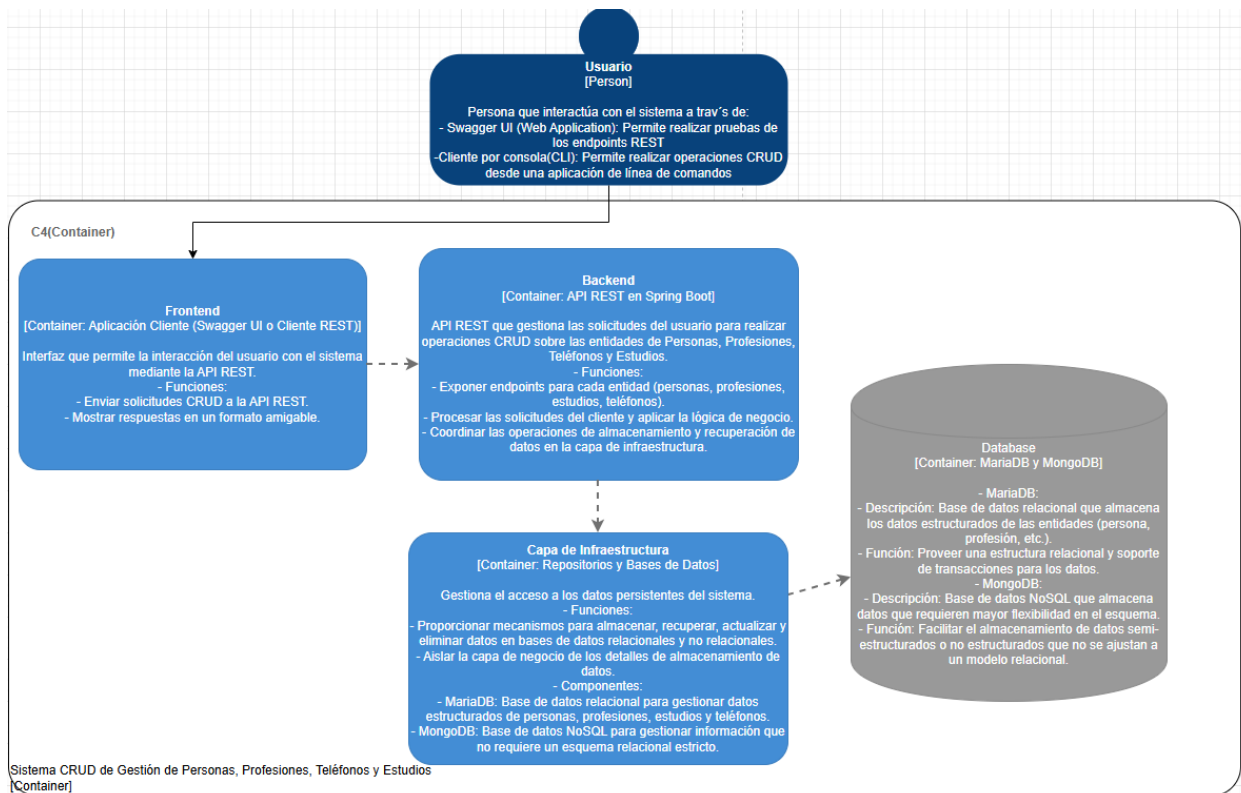 Usuario
[Person]
Persona que interactúa con el sistema a trav´s de:
- Swagger UI (Web Application): Permite realizar pruebas de
los endpoints REST
-Cliente por consola(CLI): Permite realizar operaciones CRUD
desde una aplicación de línea de comandos
C4(Container)
Frontend
[Container: Aplicación Cliente (Swagger UI o Cliente REST)]
Interfaz que permite la interacción del usuario con el sistema
mediante la API REST.
- Funciones:
- Enviar solicitudes CRUD a la API REST.
- Mostrar respuestas en un formato amigable.
Backend
[Container: API REST en Spring Boot]
API REST que gestiona las solicitudes del usuario para realizar
operaciones CRUD sobre las entidades de Personas, Profesiones,
Teléfonos y Estudios.
- Funciones:
- Exponer endpoints para cada entidad (personas, profesiones,
estudios, teléfonos).
- Procesar las solicitudes del cliente y aplicar la lógica de negocio.
- Coordinar las operaciones de almacenamiento y recuperación de
datos en la capa de infraestructura.
Capa de Infraestructura
[Container: Repositorios y Bases de Datos]
Gestiona el acceso a los datos persistentes del sistema.
- Funciones:
- Proporcionar mecanismos para almacenar, recuperar, actualizar y
eliminar datos en bases de datos relacionales y no relacionales.
- Aislar la capa de negocio de los detalles de almacenamiento de
datos.
- Componentes:
- MariaDB: Base de datos relacional para gestionar datos
estructurados de personas, profesiones, estudios y teléfonos.
- MongoDB: Base de datos NoSQL para gestionar información que
no requiere un esquema relacional estricto.
Database
[Container: MariaDB y MongoDB]
- MariaDB:
- Descripción: Base de datos relacional que almacena
los datos estructurados de las entidades (persona,
profesión, etc.).
- Función: Proveer una estructura relacional y soporte
de transacciones para los datos.
- MongoDB:
- Descripción: Base de datos NoSQL que almacena
datos que requieren mayor flexibilidad en el esquema.
- Función: Facilitar el almacenamiento de datos semi-
estructurados o no estructurados que no se ajustan a
un modelo relacional.
Sistema CRUD de Gestión de Personas, Profesiones, Teléfonos y Estudios
[Container]